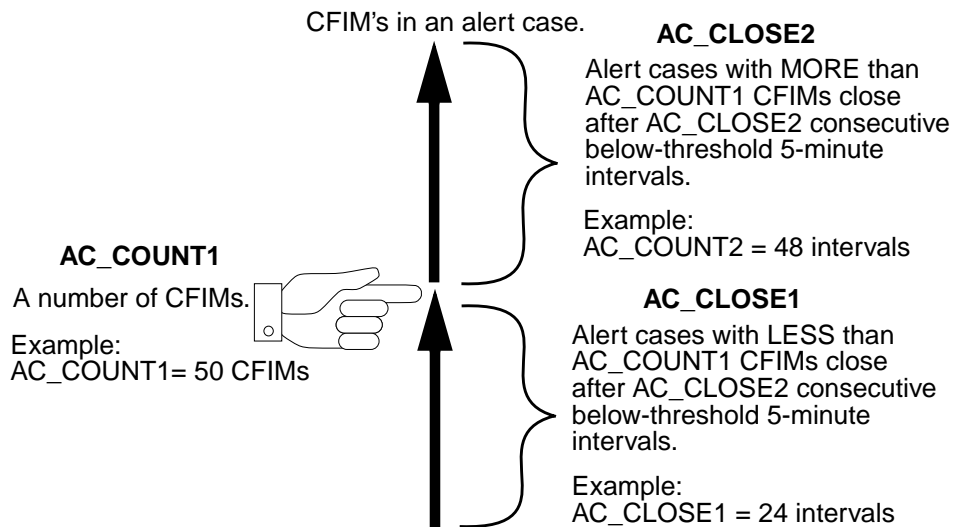 CFIM's in an alert case.
AC_CLOSE2
Alert cases with MORE than
AC_COUNT1 CFIMs close
after AC_CLOSE2 consecutive
below-threshold 5-minute
intervals.
Example:
AC_COUNT2 = 48 intervals
AC_COUNT1
A number of CFIMs.
Example:
AC_COUNT1= 50 CFIMs
AC_CLOSE1
Alert cases with LESS than
AC_COUNT1 CFIMs close
after AC_CLOSE2 consecutive
below-threshold 5-minute
intervals.
Example:
AC_CLOSE1 = 24 intervals